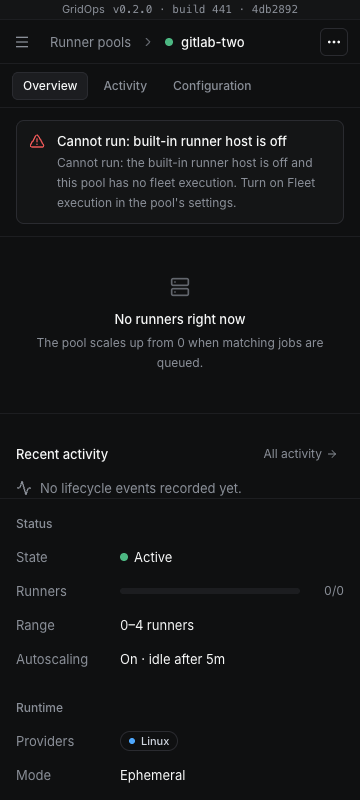 GridOps v0.2.0 · build 441 · 4db2892
Runner pools > gitlab-two
Overview Activity Configuration
Cannot run: built-in runner host is off
Cannot run: the built-in runner host is off and
this pool has no fleet execution. Turn on Fleet
execution in the pool's settings.
No runners right now
The pool scales up from 0 when matching jobs are
queued.
Recent activity All activity →
No lifecycle events recorded yet.
Status
State Active
Runners 0/0
Range 0–4 runners
Autoscaling On · idle after 5m
Runtime
Providers Linux
Mode Ephemeral